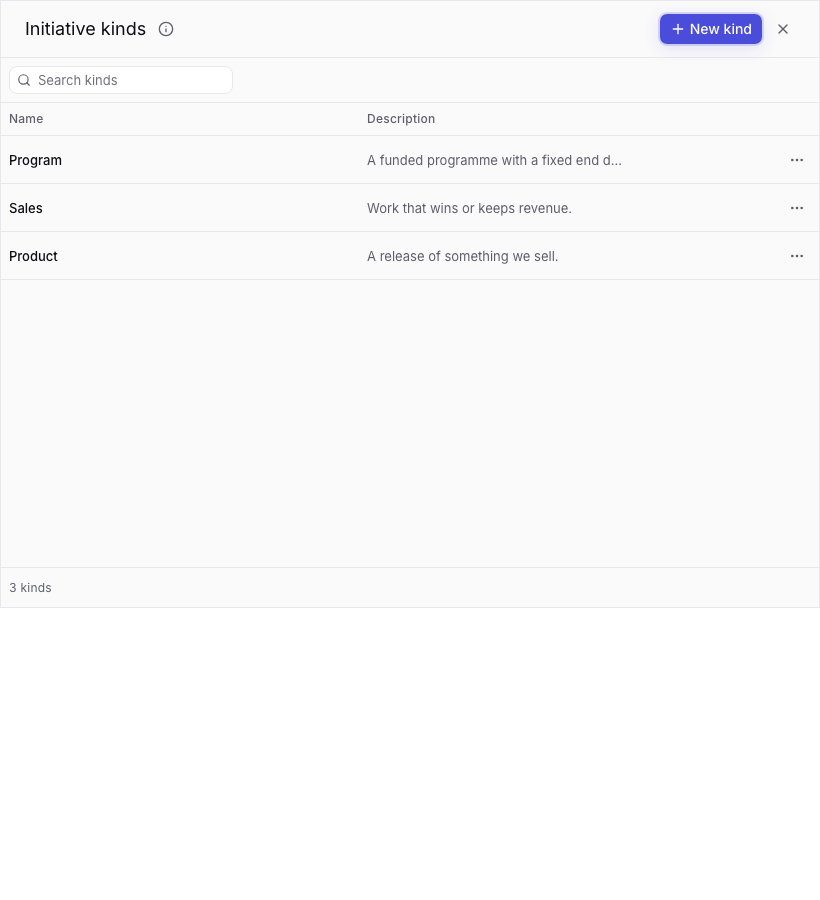 Initiative kinds
New kind
Search kinds
Name Description
Program A funded programme with a fixed end d...
Sales Work that wins or keeps revenue.
Product A release of something we sell.
3 kinds